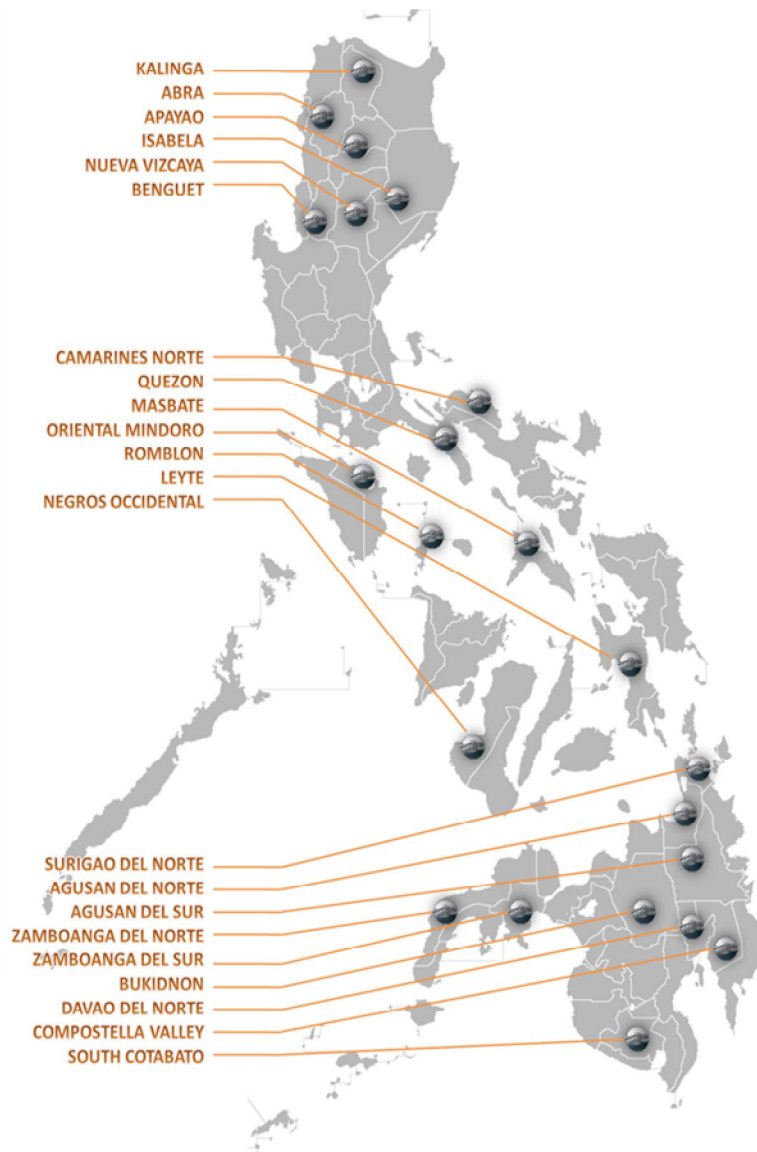 KALINGA
ABRA
APAYAO
ISABELA
NUEVA VIZCAYA
BENGUET
CAMARINES NORTE
QUEZON
MASBATE
ORIENTAL MINDORO
ROMBLON
LEYTE
NEGROS OCCIDENTAL
SURIGAO DEL NORTE
AGUSAN DEL NORTE
AGUSAN DEL SUR
ZAMBOANGA DEL NORTE
ZAMBOANGA DEL SUR
BUKIDNON
DAVAO DEL NORTE
COMPOSTELLA VALLEY
SOUTH COTABATO